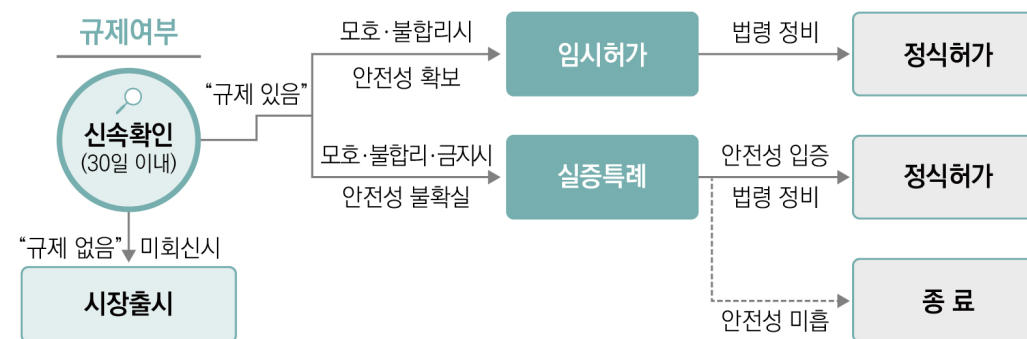 규제여부
신속확인
(30일 이내)
“규제 있음”
“규제 없음” 미회신시
시장출시
모호·불합리시
안전성 확보
임시허가
법령 정비
정식허가
모호·불합리·금지시
안전성 불확실
실증특례
안전성 입증
법령 정비
정식허가
안전성 미흡
종 료